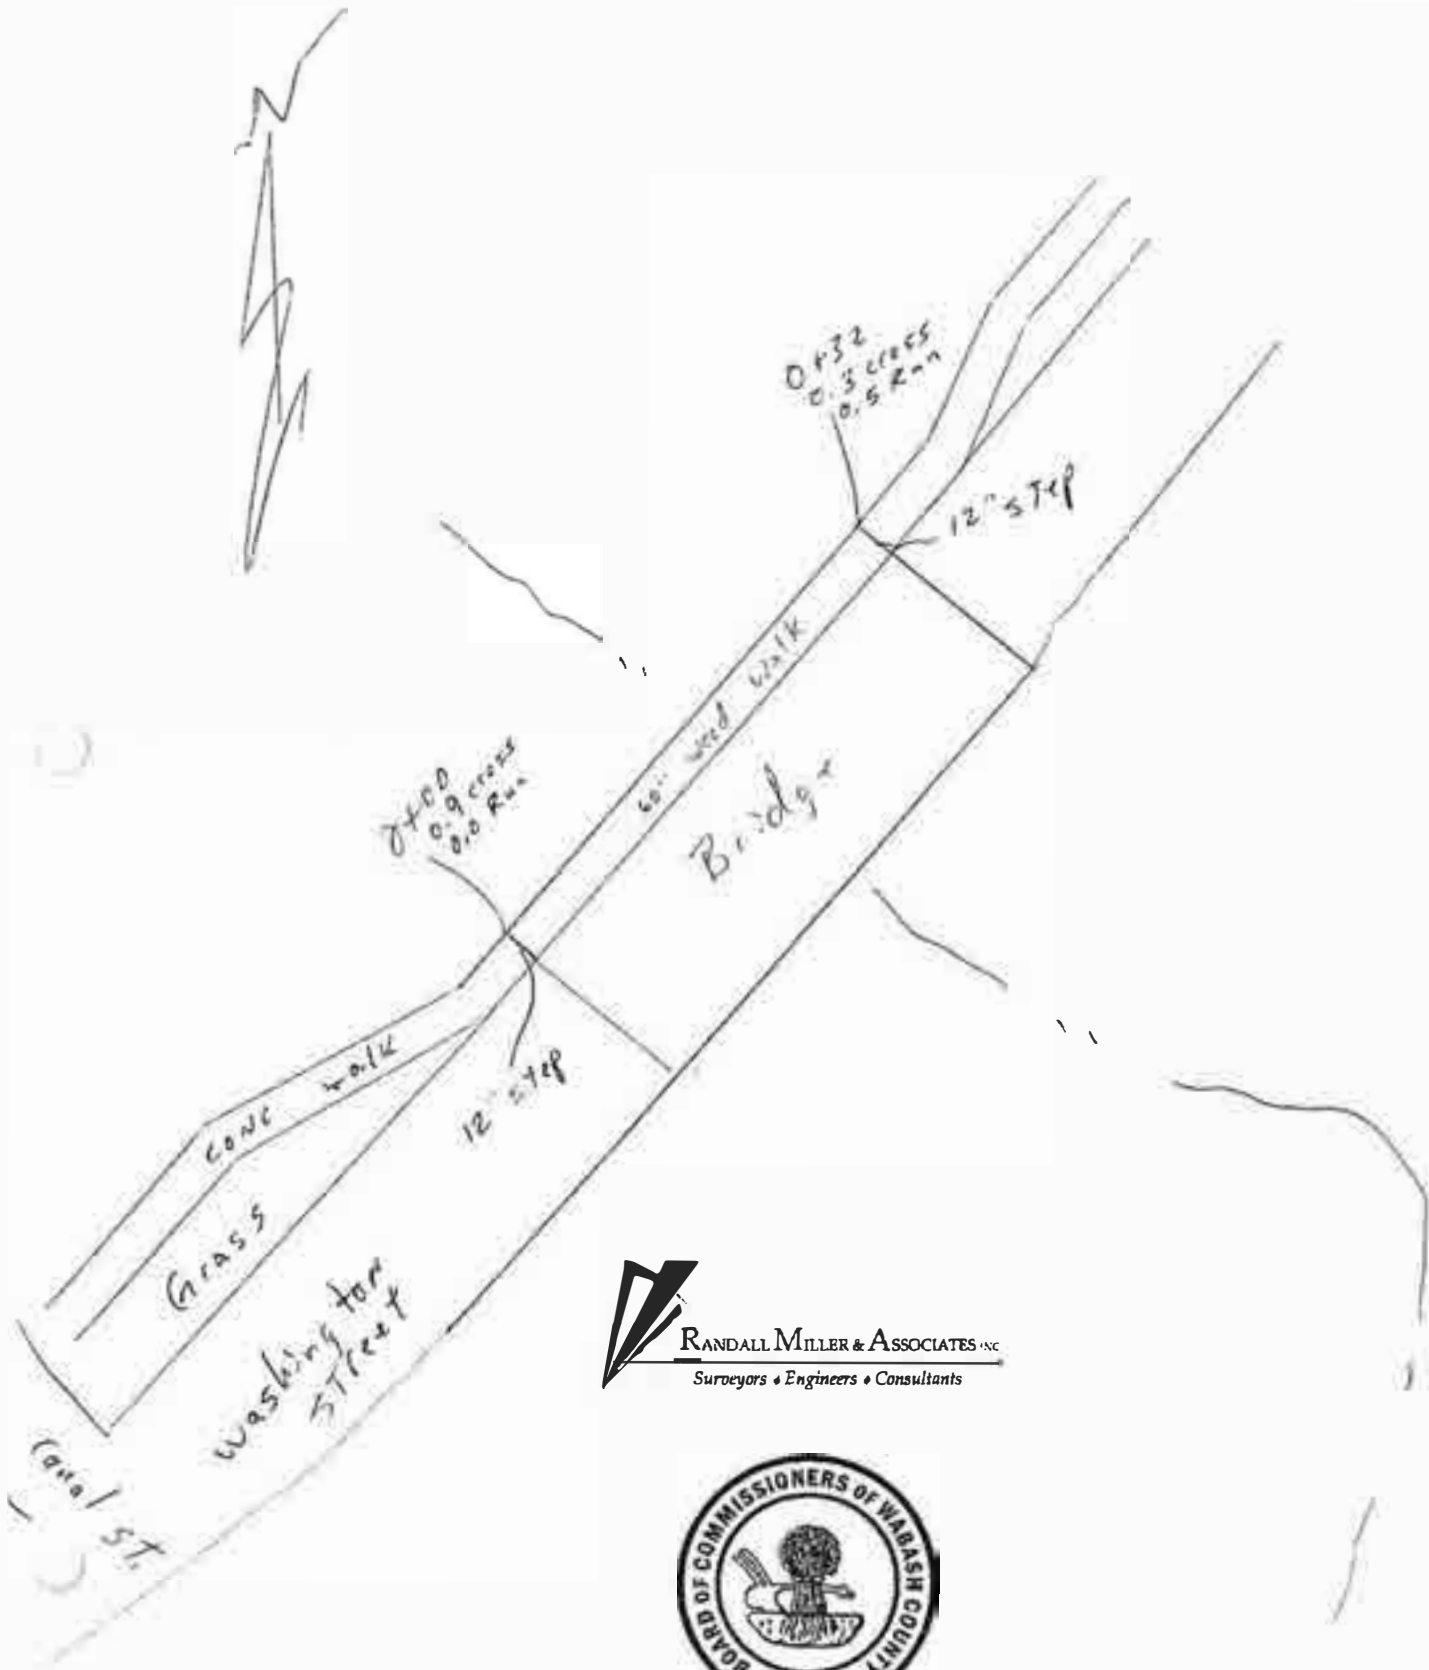 0+32
0.3 cross
0.5 Run
12" step
60" wood walk
Bridge
0+00
0.9 cross
0.0 Run
12" step
conc walk
Grass
Washington
Street
Canal St.
RANDALL MILLER & ASSOCIATES INC
Surveyors • Engineers • Consultants
BOARD OF COMMISSIONERS OF WABASH COUNTY